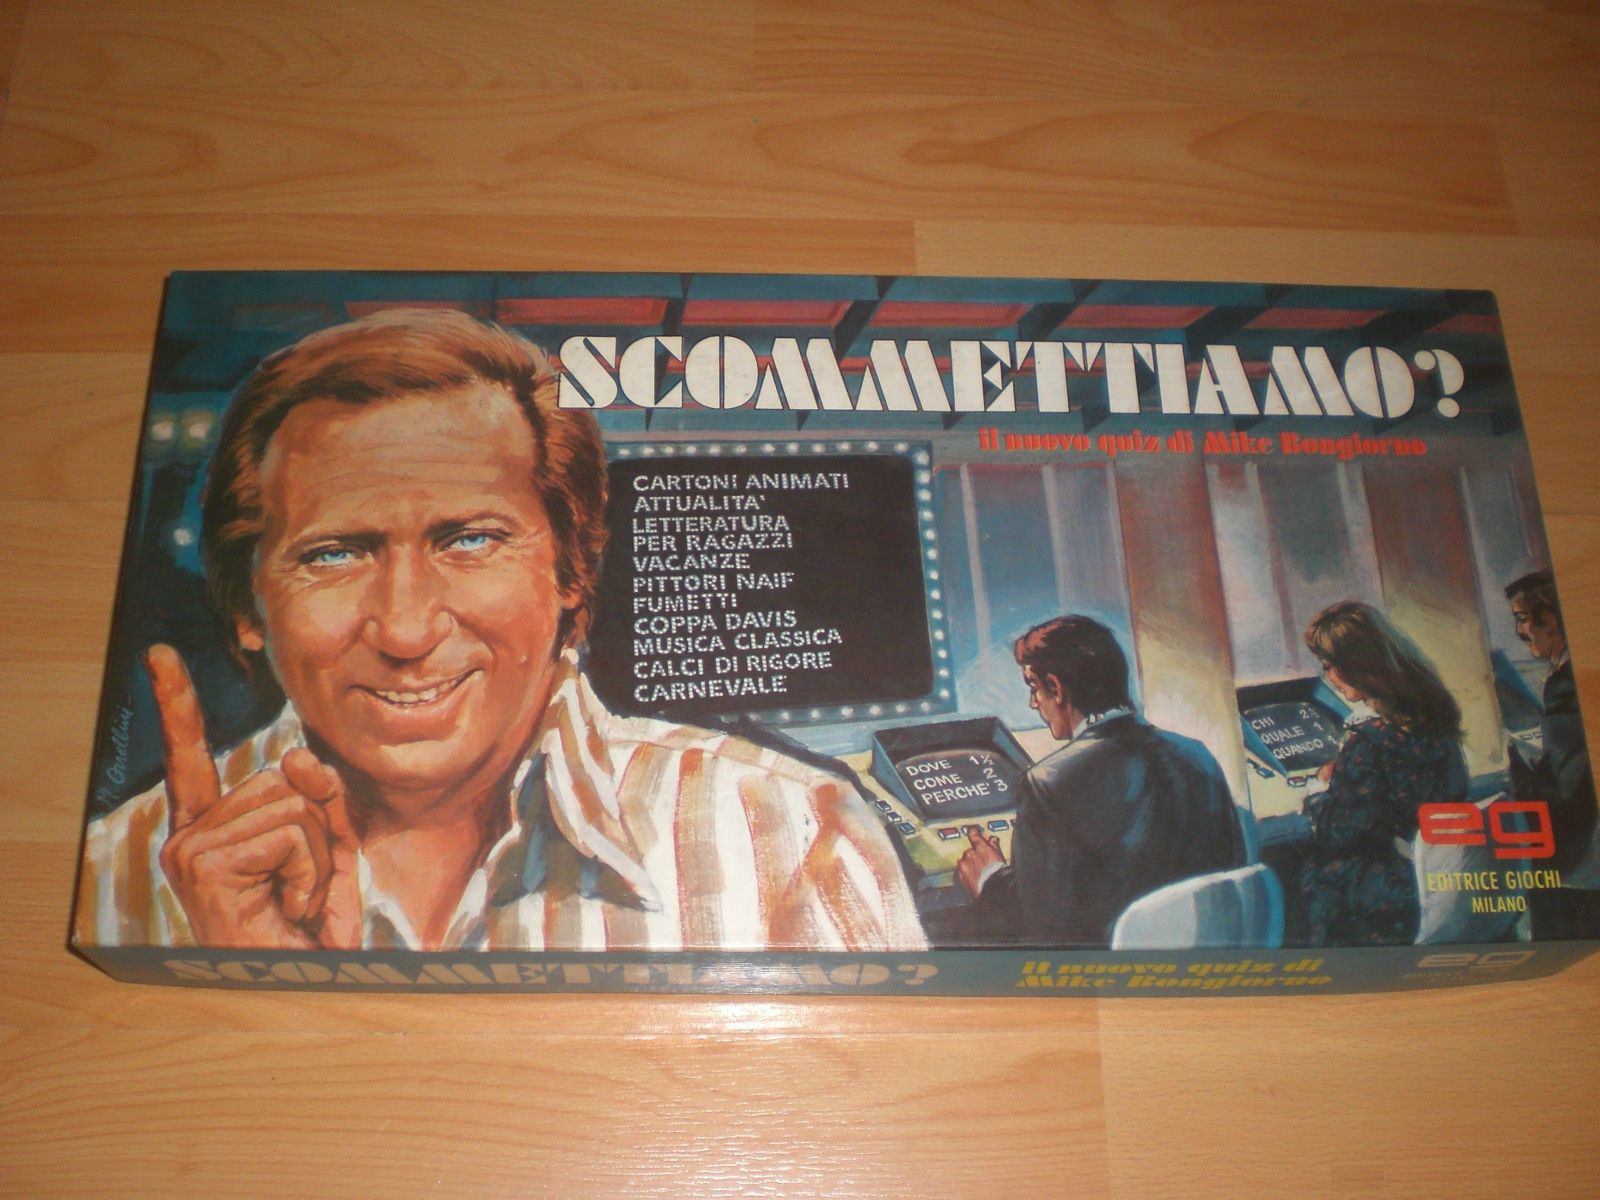 SCOMMETTIAMO?
il nuovo quiz di Mike Bongiorno
CARTONI ANIMATI
ATTUALITA'
LETTERATURA
PER RAGAZZI
VACANZE
PITTORI NAIF
FUMETTI
COPPA DAVIS
MUSICA CLASSICA
CALCI DI RIGORE
CARNEVALE
DOVE 1½
COME 2
PERCHE' 3
CHI 2½
QUALE 1
QUANDO
eg
EDITRICE GIOCHI
MILANO
SCOMMETTIAMO?
il nuovo quiz di
Mike Bongiorno
eg